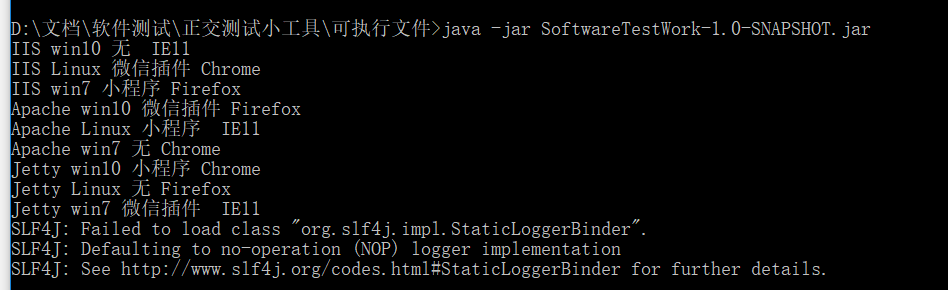 D:\文档\软件测试\正交测试小工具\可执行文件>java -jar SoftwareTestWork-1.0-SNAPSHOT.jar
IIS win10 无  IE11
IIS Linux 微信插件 Chrome
IIS win7 小程序 Firefox
Apache win10 微信插件 Firefox
Apache Linux 小程序  IE11
Apache win7 无 Chrome
Jetty win10 小程序 Chrome
Jetty Linux 无 Firefox
Jetty win7 微信插件  IE11
SLF4J: Failed to load class "org.slf4j.impl.StaticLoggerBinder".
SLF4J: Defaulting to no-operation (NOP) logger implementation
SLF4J: See http://www.slf4j.org/codes.html#StaticLoggerBinder for further details.